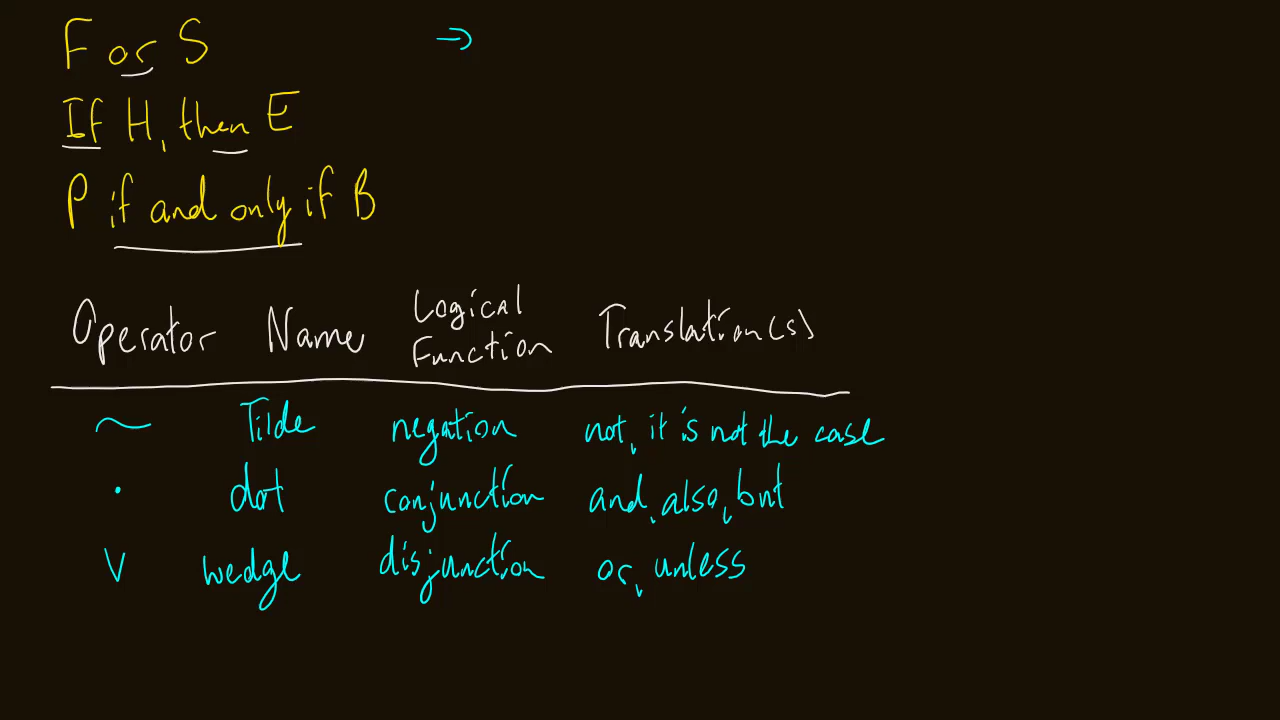 F or S →
If H, then E
P if and only if B
Operator Name Logical Function Translation(s)
~ Tilde negation not, it is not the case
· dot conjunction and, also, but
V wedge disjunction or, unless